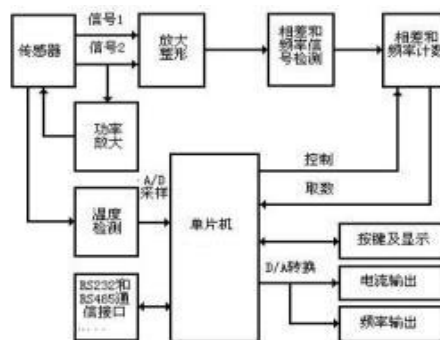 传感器
信号1
信号2
放大
整形
相差和
频率信
号检测
相差和
频率计数
功率
放大
A/D
采样
温度
检测
单片机
控制
取数
按键及显示
D/A转换
电流输出
频率输出
RS232和
RS485通
信接口